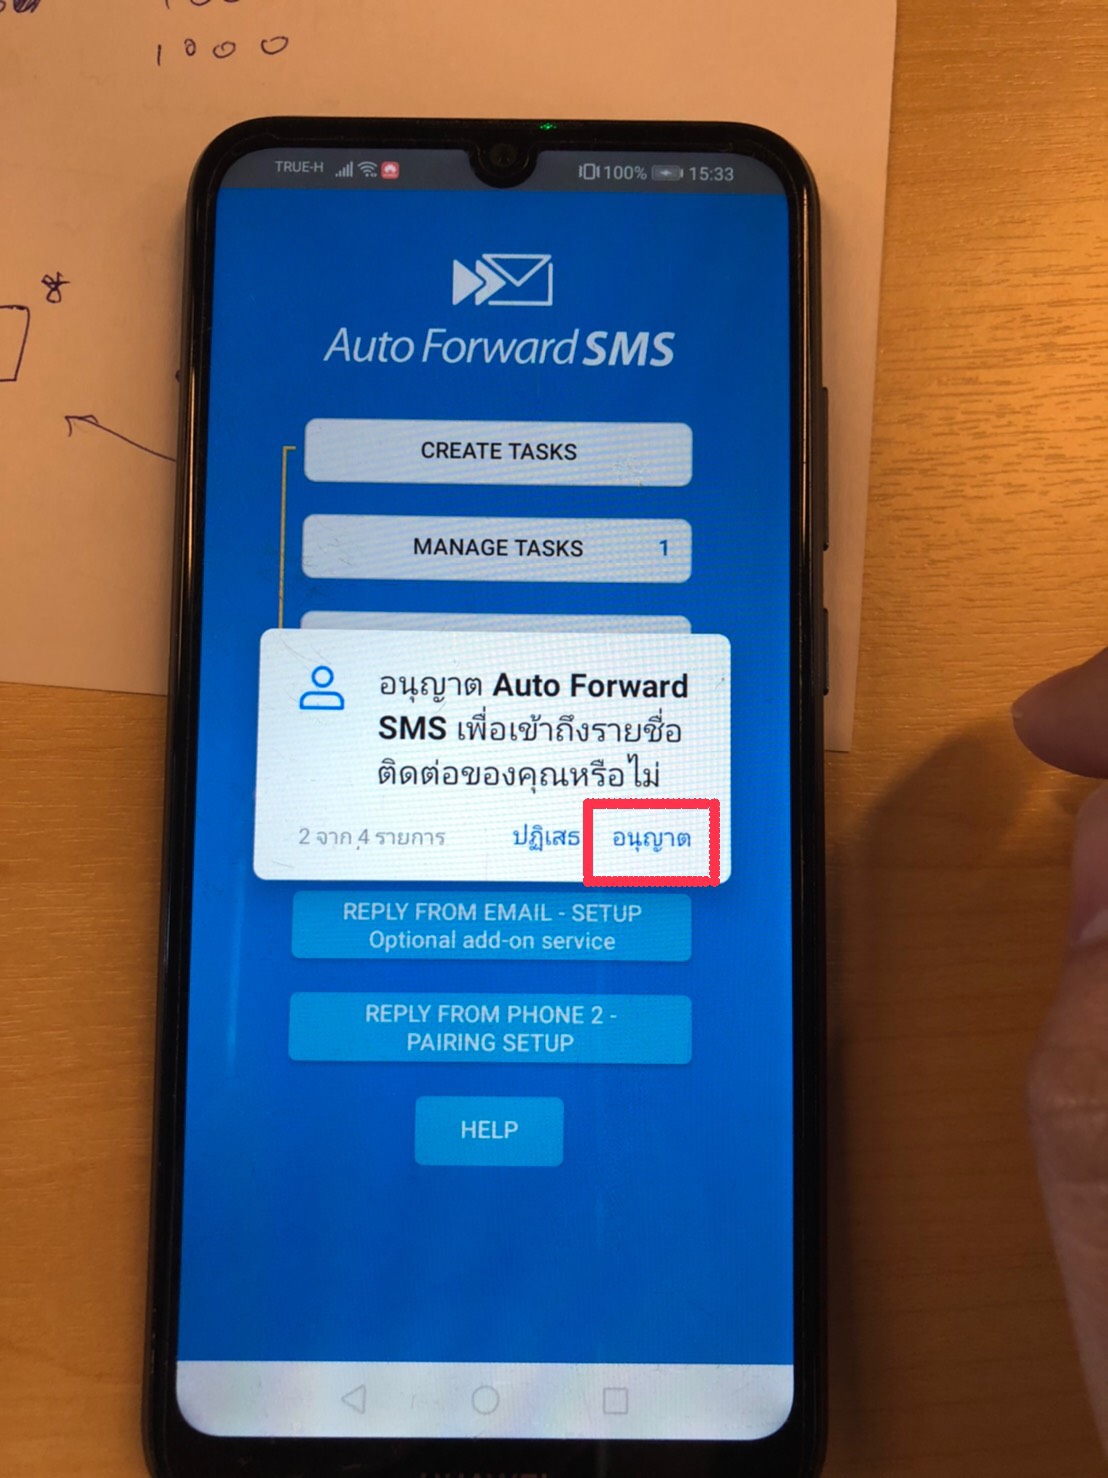 1000
TRUE-H
100% 15:33
Auto Forward SMS
CREATE TASKS
MANAGE TASKS 1
อนุญาต Auto Forward
SMS เพื่อเข้าถึงรายชื่อ
ติดต่อของคุณหรือไม่
2 จาก 4 รายการ ปฏิเสธ อนุญาต
REPLY FROM EMAIL - SETUP
Optional add-on service
REPLY FROM PHONE 2 -
PAIRING SETUP
HELP